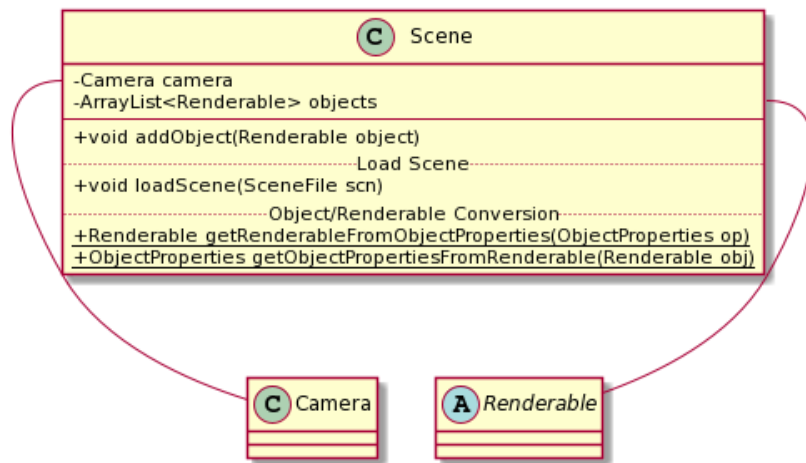 C Scene
-Camera camera
-ArrayList<Renderable> objects
+void addObject(Renderable object)
Load Scene
+void loadScene(SceneFile scn)
Object/Renderable Conversion
+Renderable getRenderableFromObjectProperties(ObjectProperties op)
+ObjectProperties getObjectPropertiesFromRenderable(Renderable obj)
C Camera
A Renderable